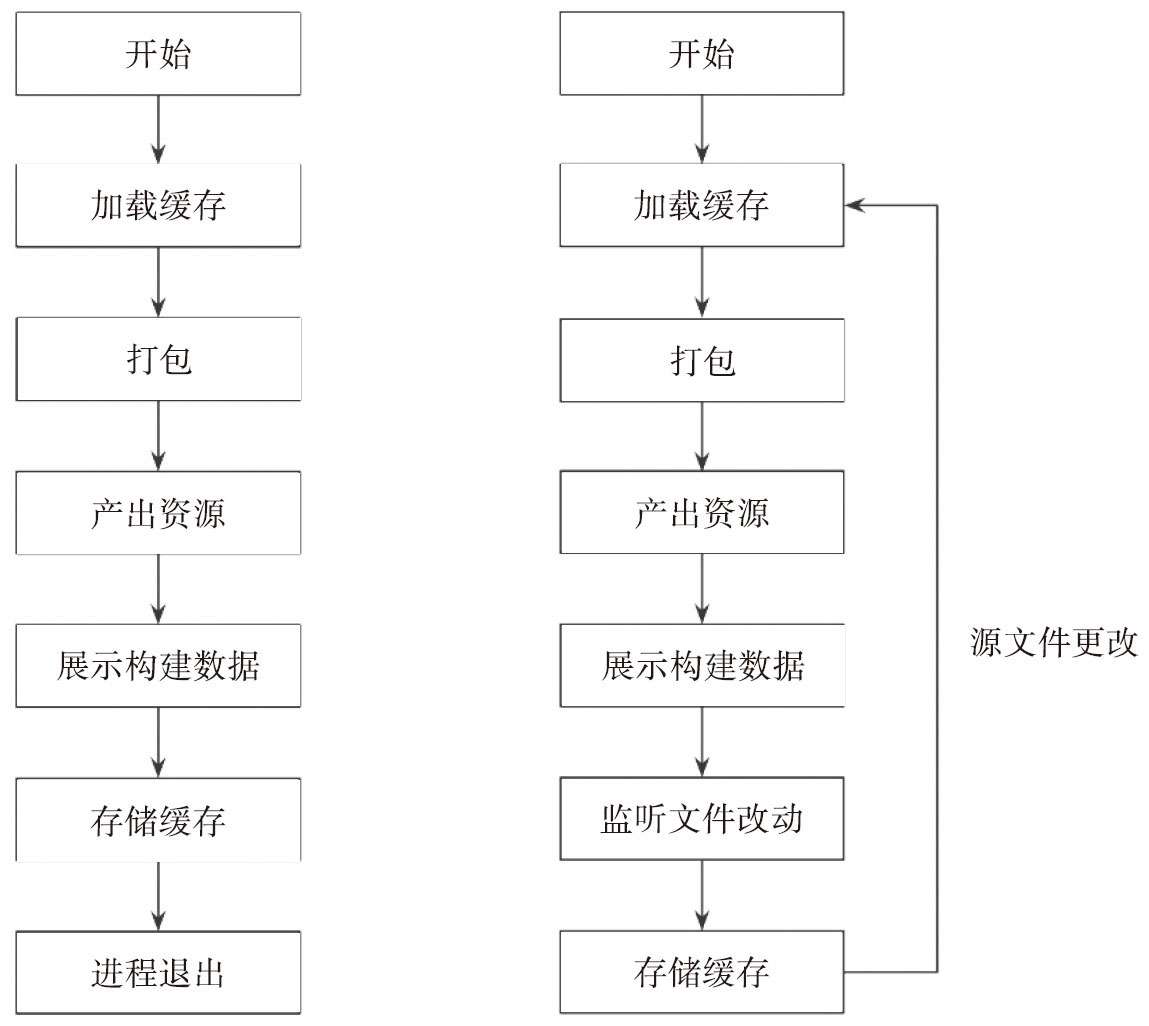 开始
加载缓存
打包
产出资源
展示构建数据
存储缓存
进程退出
开始
加载缓存
打包
产出资源
展示构建数据
监听文件改动
存储缓存
源文件更改